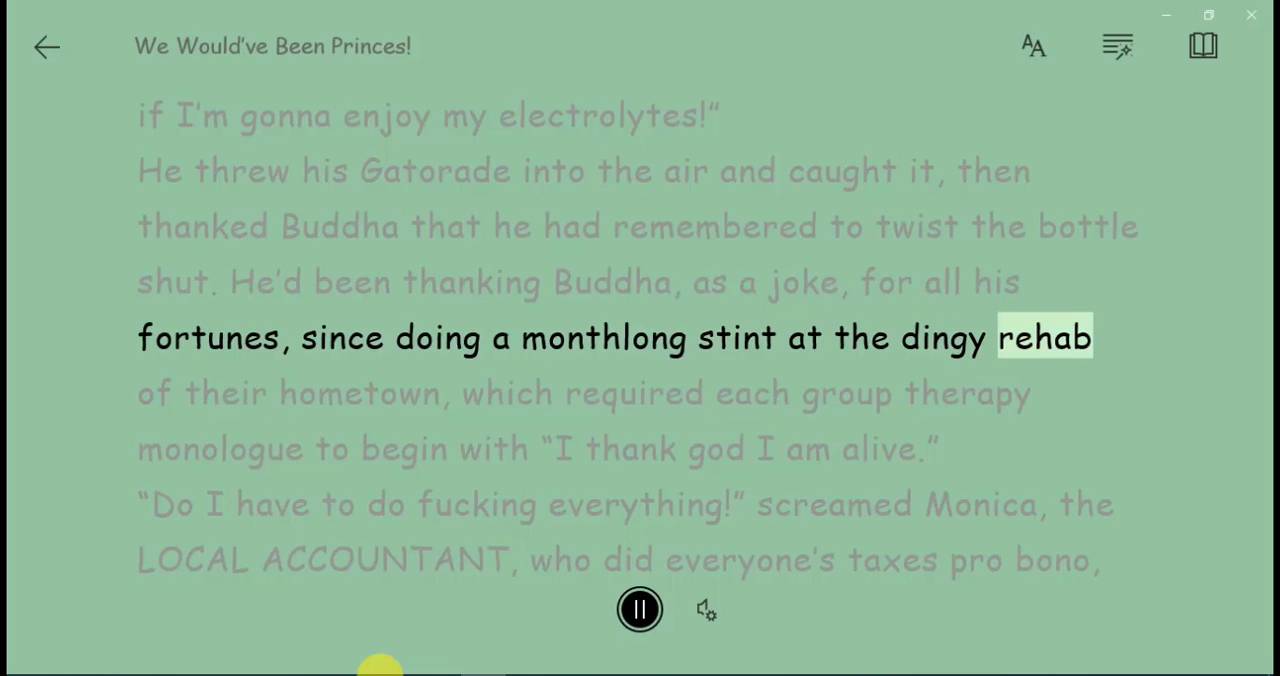 We Would've Been Princes!
AA
if I'm gonna enjoy my electrolytes!”
He threw his Gatorade into the air and caught it, then
thanked Buddha that he had remembered to twist the bottle
shut. He'd been thanking Buddha, as a joke, for all his
fortunes, since doing a monthlong stint at the dingy rehab
of their hometown, which required each group therapy
monologue to begin with “I thank god I am alive.”
“Do I have to do fucking everything!” screamed Monica, the
LOCAL ACCOUNTANT, who did everyone's taxes pro bono,